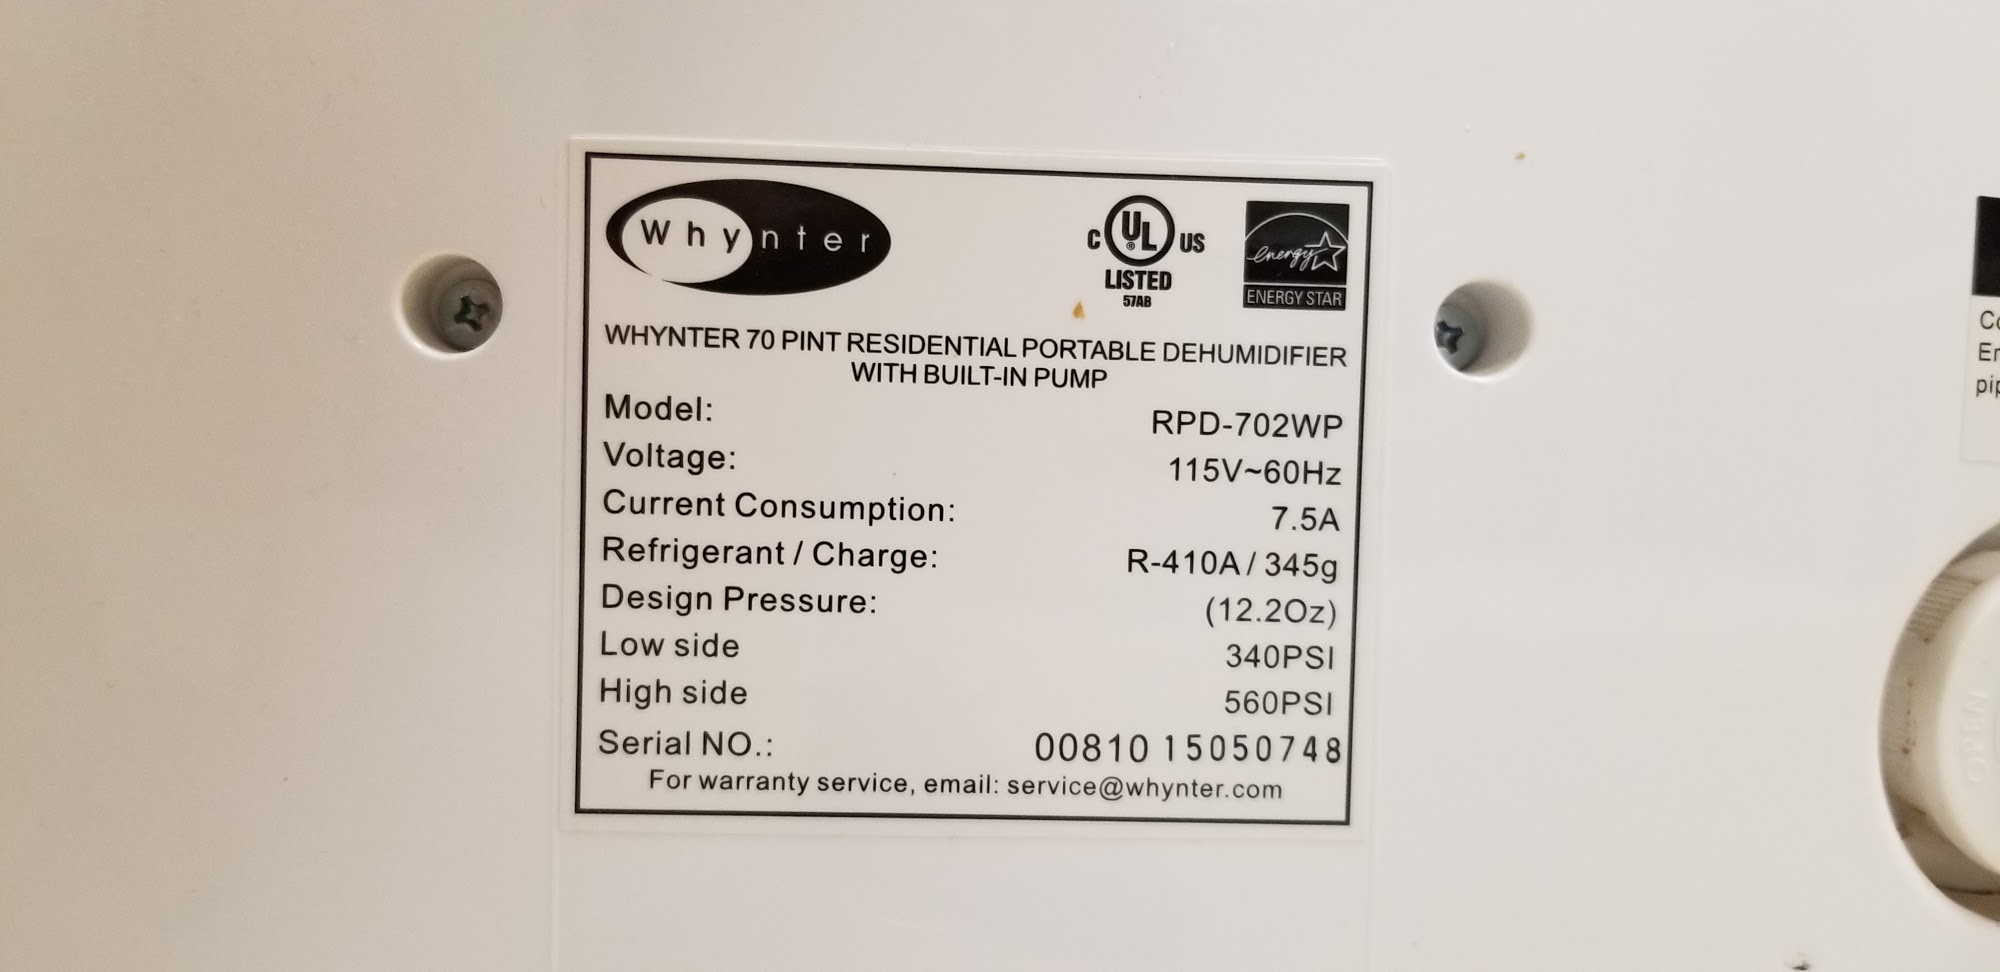 Whynter
C UL US
LISTED
57AB
energy
ENERGY STAR
WHYNTER 70 PINT RESIDENTIAL PORTABLE DEHUMIDIFIER
WITH BUILT-IN PUMP
Model: RPD-702WP
Voltage: 115V~60Hz
Current Consumption: 7.5A
Refrigerant / Charge: R-410A / 345g
Design Pressure: (12.2Oz)
Low side 340PSI
High side 560PSI
Serial NO.: 00810 15050748
For warranty service, email: service@whynter.com
OPEN